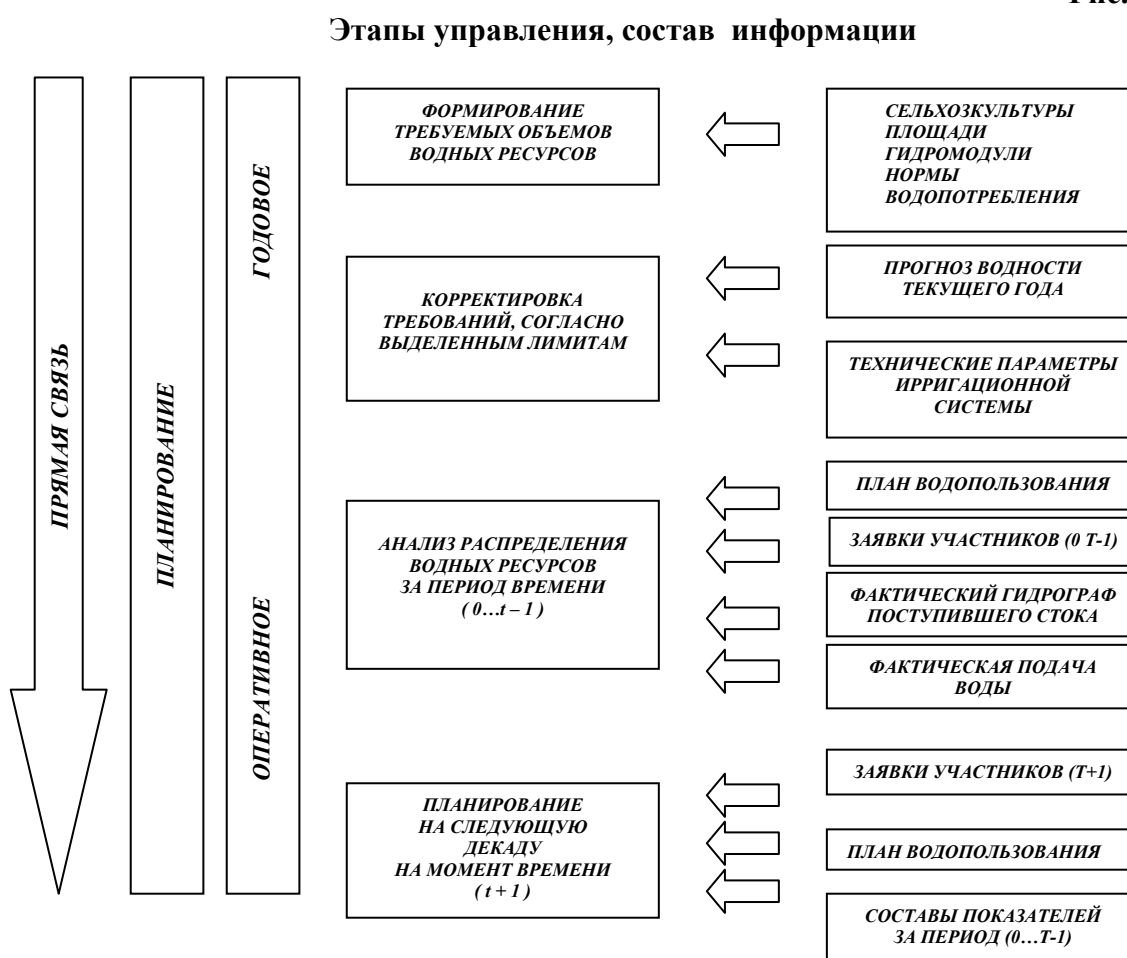 Рис.
Этапы управления, состав информации
ПРЯМАЯ СВЯЗЬ
ПЛАНИРОВАНИЕ
ГОДОВОЕ
ОПЕРАТИВНОЕ
ФОРМИРОВАНИЕ
ТРЕБУЕМЫХ ОБЪЕМОВ
ВОДНЫХ РЕСУРСОВ
СЕЛЬХОЗКУЛЬТУРЫ
ПЛОЩАДИ
ГИДРОМОДУЛИ
НОРМЫ
ВОДОПОТРЕБЛЕНИЯ
КОРРЕКТИРОВКА
ТРЕБОВАНИЙ, СОГЛАСНО
ВЫДЕЛЕННЫМ ЛИМИТАМ
ПРОГНОЗ ВОДНОСТИ
ТЕКУЩЕГО ГОДА
ТЕХНИЧЕСКИЕ ПАРАМЕТРЫ
ИРРИГАЦИОННОЙ
СИСТЕМЫ
АНАЛИЗ РАСПРЕДЕЛЕНИЯ
ВОДНЫХ РЕСУРСОВ
ЗА ПЕРИОД ВРЕМЕНИ
( 0…t – 1 )
ПЛАН ВОДОПОЛЬЗОВАНИЯ
ЗАЯВКИ УЧАСТНИКОВ (0 T-1)
ФАКТИЧЕСКИЙ ГИДРОГРАФ
ПОСТУПИВШЕГО СТОКА
ФАКТИЧЕСКАЯ ПОДАЧА
ВОДЫ
ПЛАНИРОВАНИЕ
НА СЛЕДУЮЩУЮ
ДЕКАДУ
НА МОМЕНТ ВРЕМЕНИ
( t + 1 )
ЗАЯВКИ УЧАСТНИКОВ (T+1)
ПЛАН ВОДОПОЛЬЗОВАНИЯ
СОСТАВЫ ПОКАЗАТЕЛЕЙ
ЗА ПЕРИОД (0…T-1)